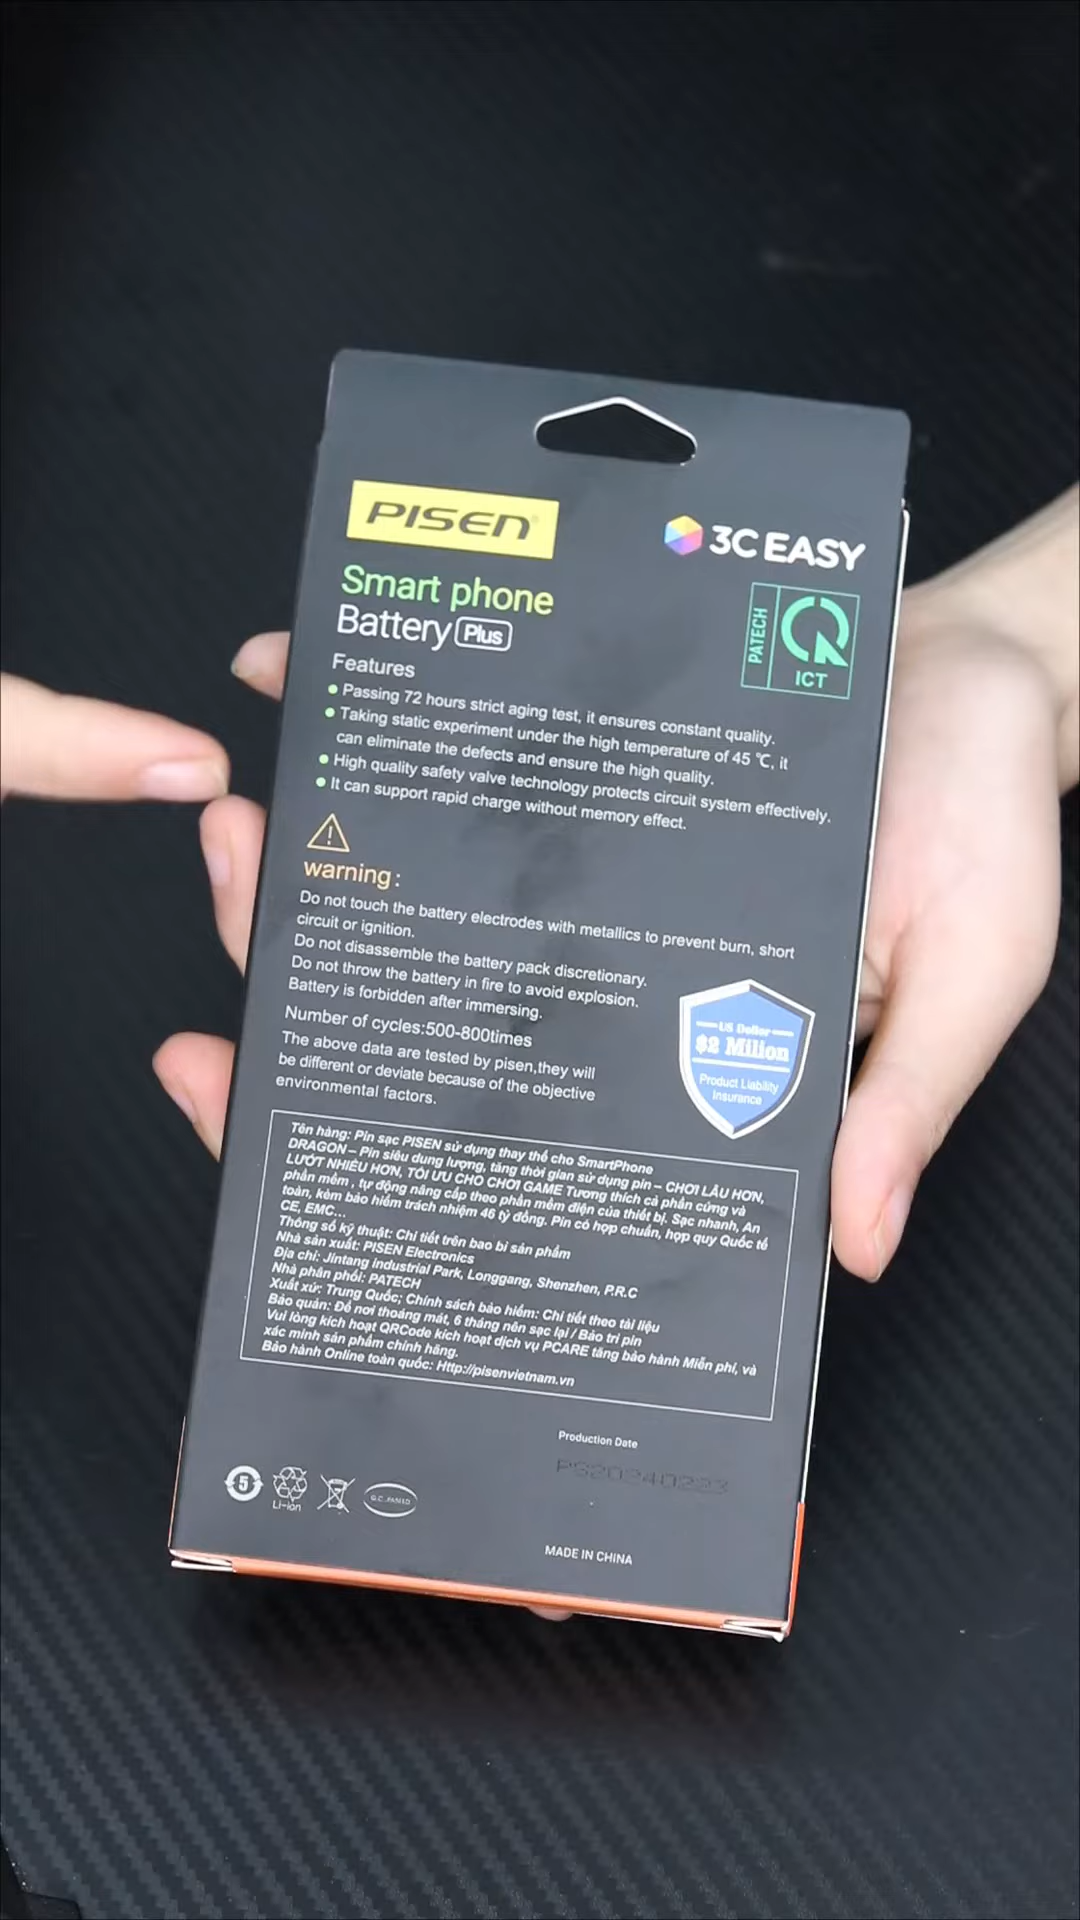 PISEN®
3C EASY
Smart phone
Battery Plus
PATECH
ICT
Features
Passing 72 hours strict aging test, it ensures constant quality.
Taking static experiment under the high temperature of 45 ℃, it
can eliminate the defects and ensure the high quality.
High quality safety valve technology protects circuit system effectively.
It can support rapid charge without memory effect.
warning:
Do not touch the battery electrodes with metallics to prevent burn, short
circuit or ignition.
Do not disassemble the battery pack discretionary.
Do not throw the battery in fire to avoid explosion.
Battery is forbidden after immersing.
Number of cycles:500-800times
The above data are tested by pisen,they will
be different or deviate because of the objective
environmental factors.
US Dollar
$2 Milion
Product Liability
Insurance
Tên hàng: Pin sạc PISEN sử dụng thay thế cho SmartPhone
DRAGON – Pin siêu dung lượng, tăng thời gian sử dụng pin – CHƠI LÂU HƠN,
LƯỚT NHIỀU HƠN, TỐI ƯU CHO CHƠI GAME Tương thích cả phần cứng và
phần mềm , tự động nâng cấp theo phần mềm điện của thiết bị. Sạc nhanh, An
toàn, kèm bảo hiểm trách nhiệm 46 tỷ đồng. Pin có hợp chuẩn, hợp quy Quốc tế
CE, EMC...
Thông số kỹ thuật: Chi tiết trên bao bì sản phẩm
Nhà sản xuất: PISEN Electronics
Địa chỉ: Jintang industrial Park, Longgang, Shenzhen, P.R.C
Nhà phân phối: PATECH
Xuất xứ: Trung Quốc; Chính sách bảo hiểm: Chi tiết theo tài liệu
Bảo quản: Để nơi thoáng mát, 6 tháng nên sạc lại / Bảo trì pin
Vui lòng kích hoạt QRCode kích hoạt dịch vụ PCARE tăng bảo hành Miễn phí, và
xác minh sản phẩm chính hãng.
Bảo hành Online toàn quốc: Http://pisenvietnam.vn
Production Date
PS20240223
5
Li-ion
MADE IN CHINA